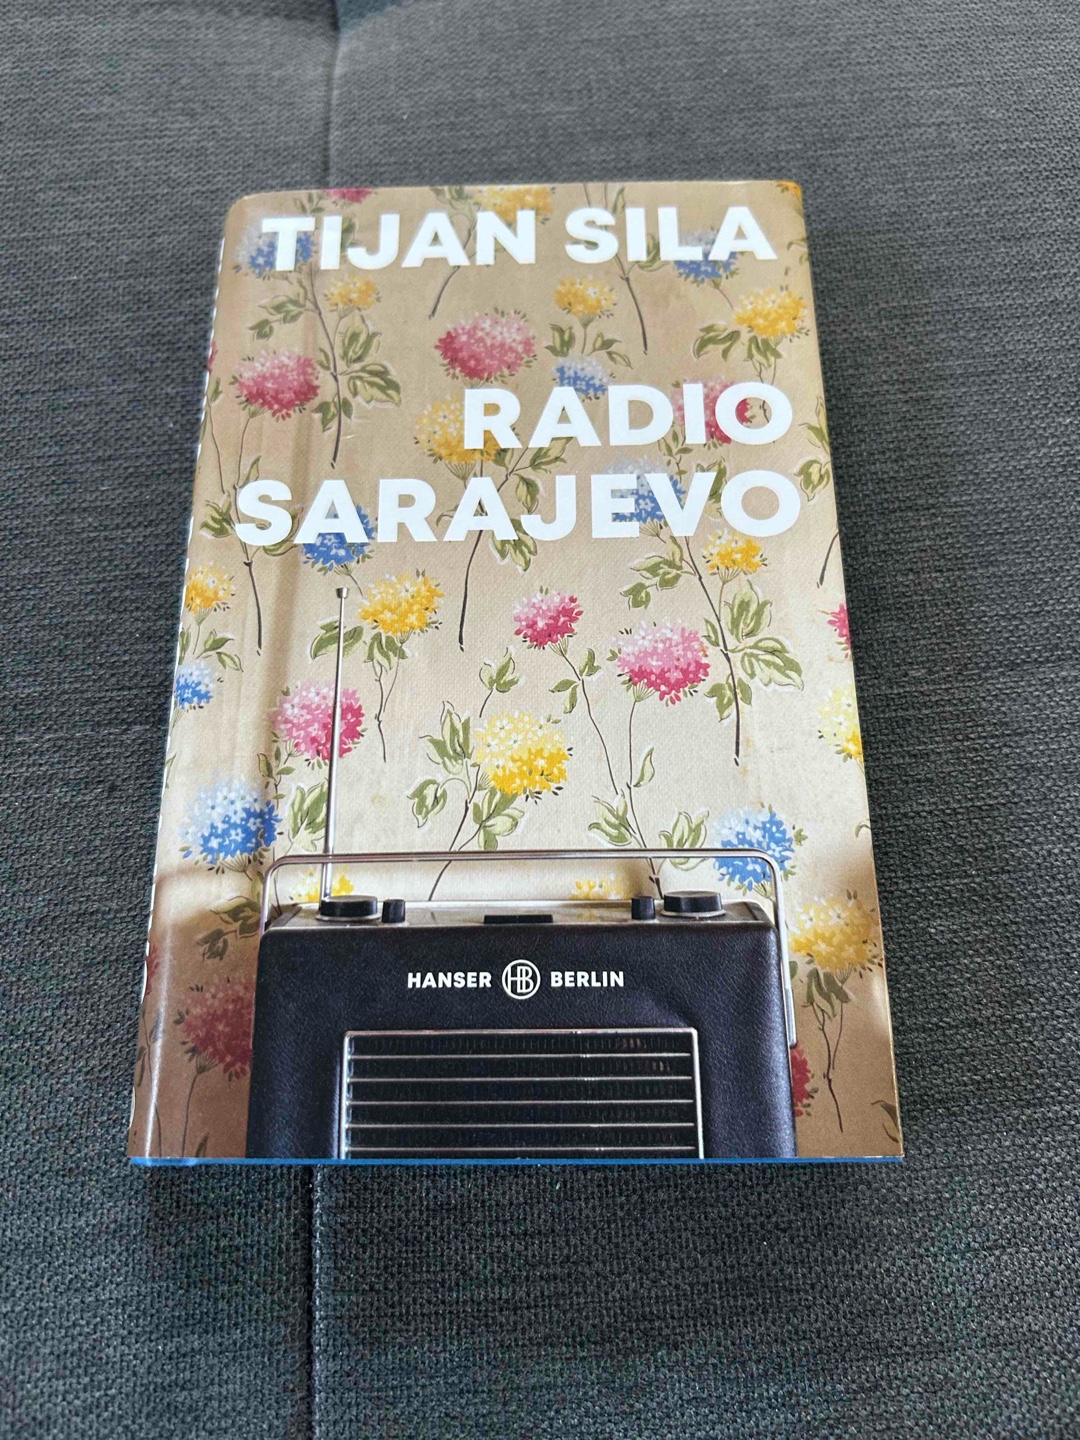 TIJAN SILA
RADIO
SARAJEVO
HANSER HB BERLIN